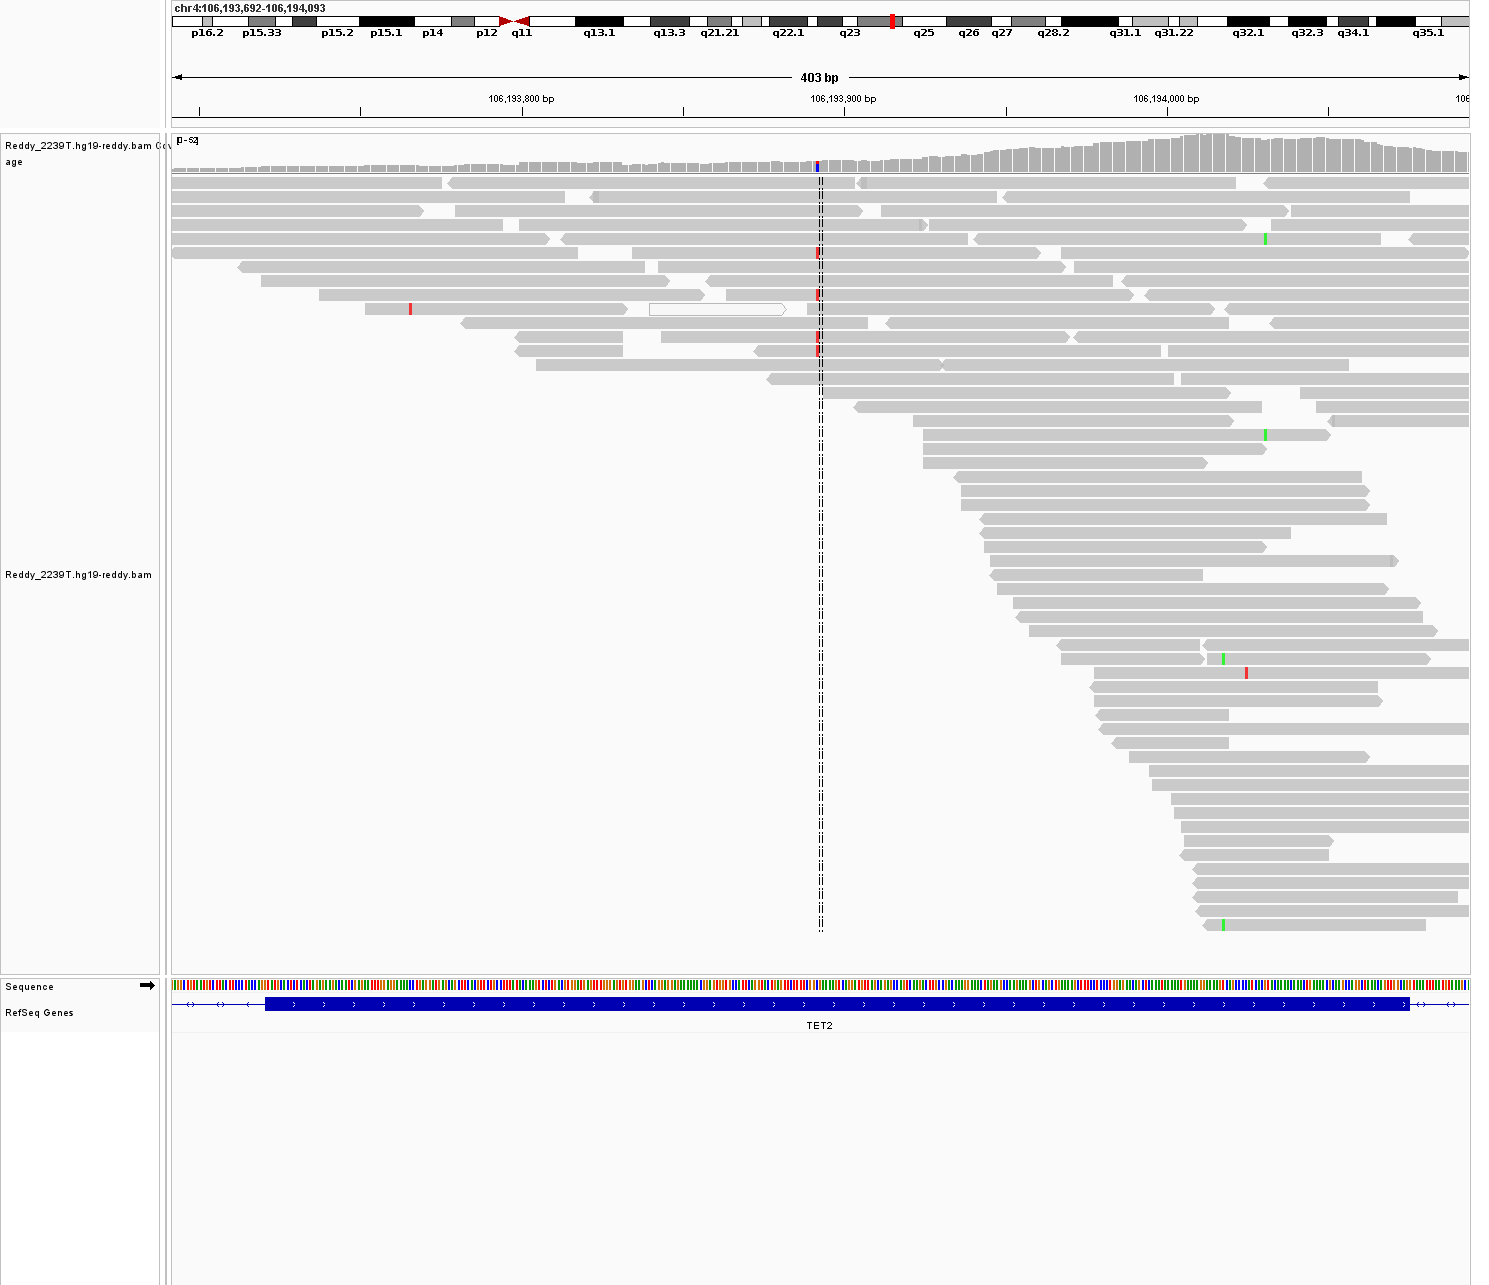 chr4:106,193,692-106,194,093
p16.2 p15.33 p15.2 p15.1 p14 p12 q11 q13.1 q13.3 q21.21 q22.1 q23 q25 q26 q27 q28.2 q31.1 q31.22 q32.1 q32.3 q34.1 q35.1
403 bp
106,193,800 bp 106,193,900 bp 106,194,000 bp 106
Reddy_2239T.hg19-reddy.bam Cov
age
[0-52]
Reddy_2239T.hg19-reddy.bam
Sequence
RefSeq Genes
TET2